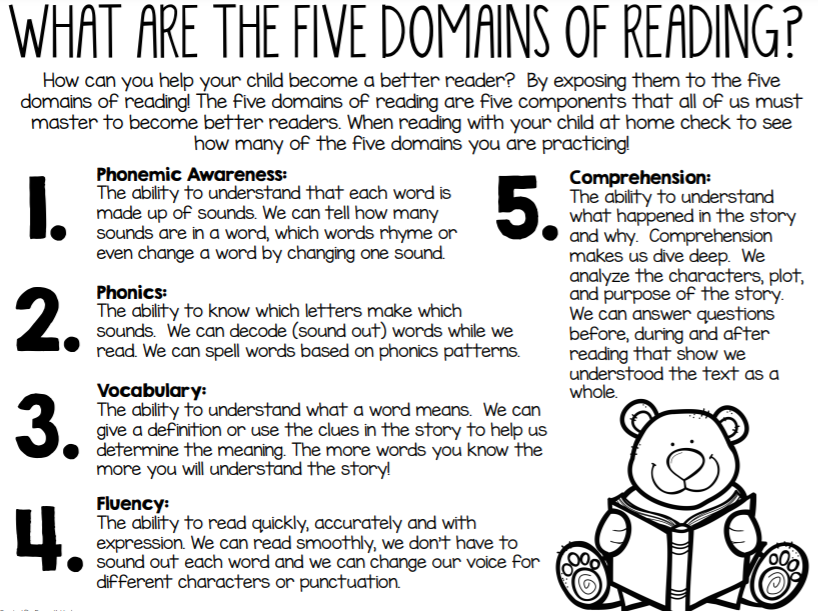 WHAT ARE THE FIVE DOMAINS OF READING?
How can you help your child become a better reader?  By exposing them to the five
domains of reading! The five domains of reading are five components that all of us must
master to become better readers. When reading with your child at home check to see
how many of the five domains you are practicing!
1.
Phonemic Awareness:
The ability to understand that each word is
made up of sounds. We can tell how many
sounds are in a word, which words rhyme or
even change a word by changing one sound.
2.
Phonics:
The ability to know which letters make which
sounds.  We can decode (sound out) words while we
read. We can spell words based on phonics patterns.
3.
Vocabulary:
The ability to understand what a word means.  We can
give a definition or use the clues in the story to help us
determine the meaning. The more words you know the
more you will understand the story!
4.
Fluency:
The ability to read quickly, accurately and with
expression. We can read smoothly, we don't have to
sound out each word and we can change our voice for
different characters or punctuation.
5.
Comprehension:
The ability to understand
what happened in the story
and why.  Comprehension
makes us dive deep.  We
analyze the characters, plot,
and purpose of the story.
We can answer questions
before, during and after
reading that show we
understood the text as a
whole.